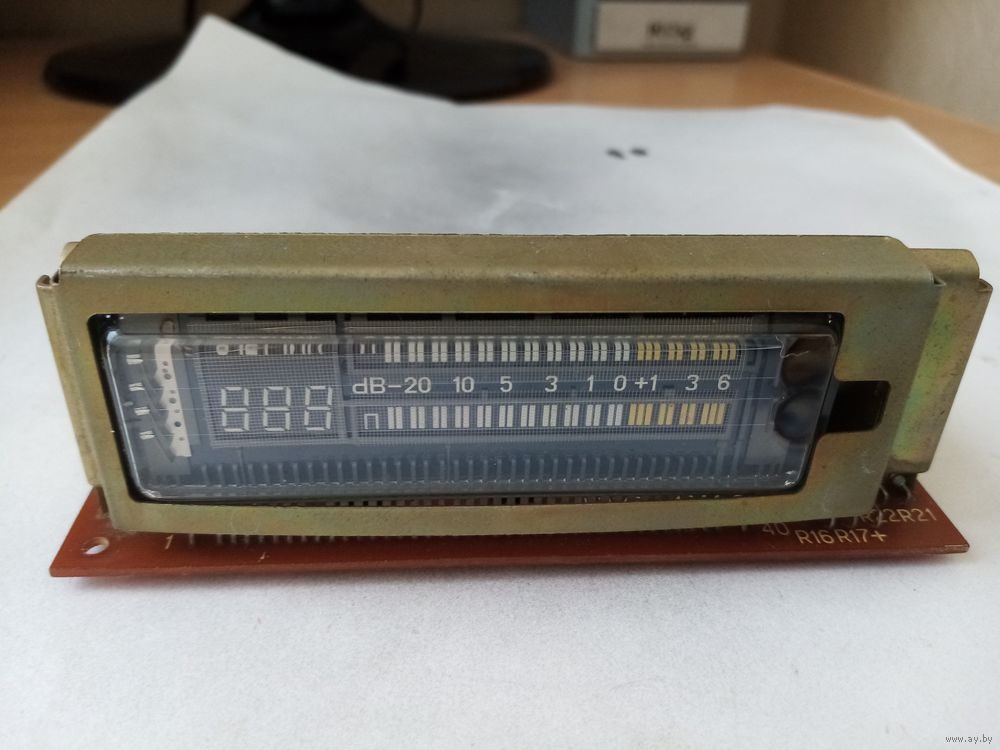 888
dB-20 10 5 3 1 0 +1 3 6
П
1
40
R22R21
R16R17+
www.ay.by